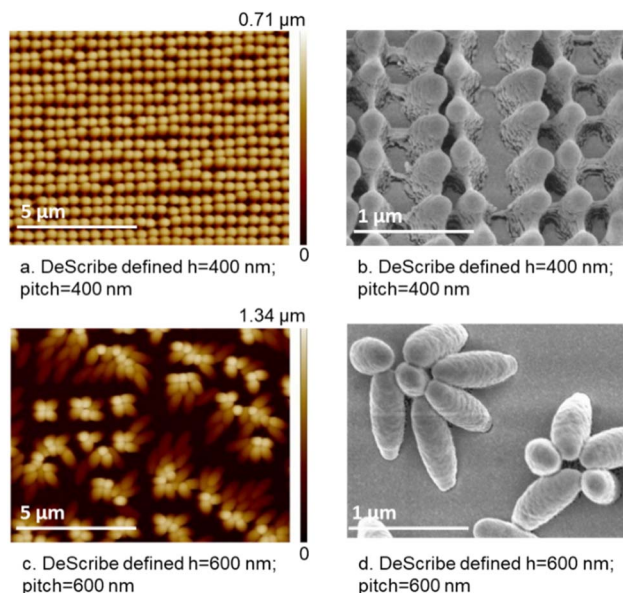 0.71 µm
5 µm
0
1 µm
a. DeScribe defined h=400 nm;
pitch=400 nm
b. DeScribe defined h=400 nm;
pitch=400 nm
1.34 µm
5 µm
0
1 µm
c. DeScribe defined h=600 nm;
pitch=600 nm
d. DeScribe defined h=600 nm;
pitch=600 nm